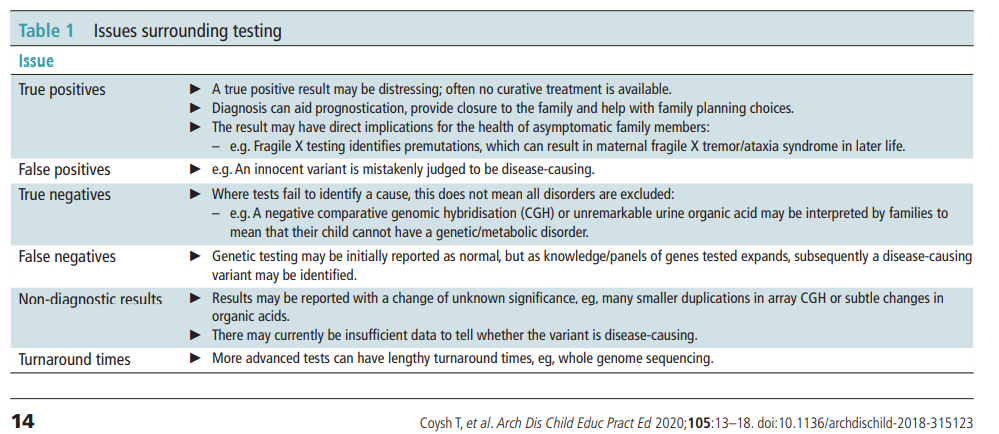 Table 1 Issues surrounding testing
Issue
True positives
► A true positive result may be distressing; often no curative treatment is available.
► Diagnosis can aid prognostication, provide closure to the family and help with family planning choices.
► The result may have direct implications for the health of asymptomatic family members:
– e.g. Fragile X testing identifies premutations, which can result in maternal fragile X tremor/ataxia syndrome in later life.
False positives
► e.g. An innocent variant is mistakenly judged to be disease-causing.
True negatives
► Where tests fail to identify a cause, this does not mean all disorders are excluded:
– e.g. A negative comparative genomic hybridisation (CGH) or unremarkable urine organic acid may be interpreted by families to
mean that their child cannot have a genetic/metabolic disorder.
False negatives
► Genetic testing may be initially reported as normal, but as knowledge/panels of genes tested expands, subsequently a disease-causing
variant may be identified.
Non-diagnostic results
► Results may be reported with a change of unknown significance, eg, many smaller duplications in array CGH or subtle changes in
organic acids.
► There may currently be insufficient data to tell whether the variant is disease-causing.
Turnaround times
► More advanced tests can have lengthy turnaround times, eg, whole genome sequencing.
14
Coysh T, et al. Arch Dis Child Educ Pract Ed 2020;105:13–18. doi:10.1136/archdischild-2018-315123